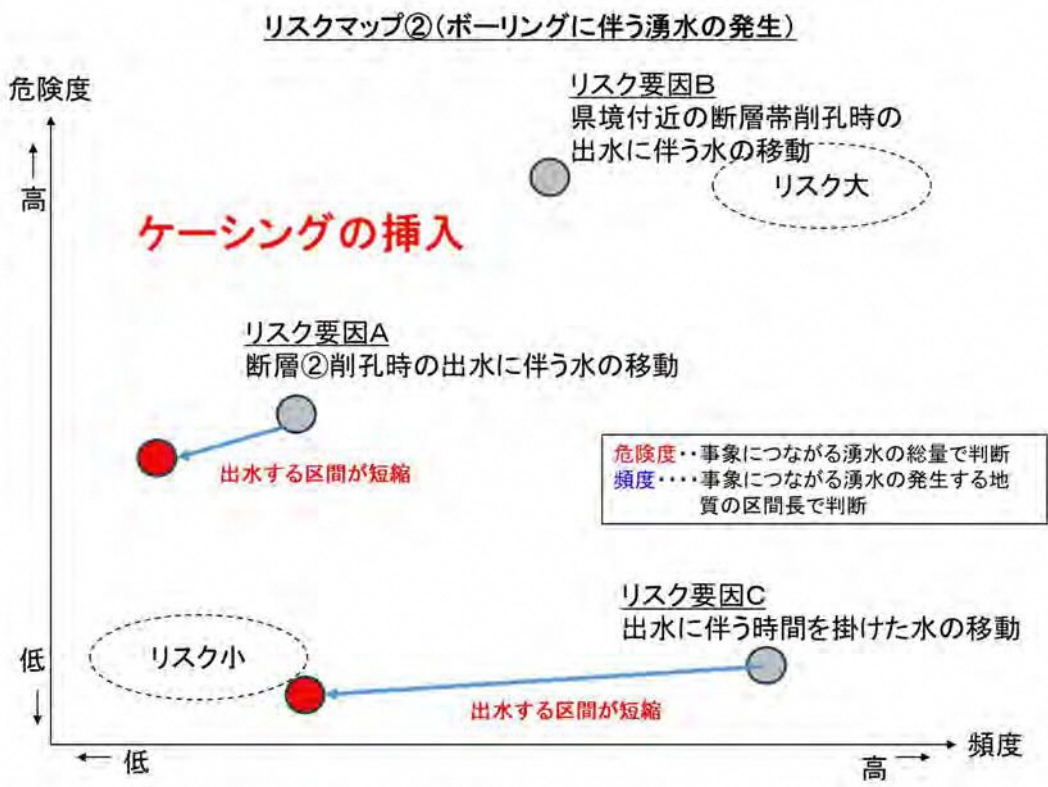 リスクマップ②(ボーリングに伴う湧水の発生)
危険度
高
リスク要因B
県境付近の断層帯削孔時の
出水に伴う水の移動
リスク大
ケーシングの挿入
リスク要因A
断層②削孔時の出水に伴う水の移動
出水する区間が短縮
危険度・・事象につながる湧水の総量で判断
頻度・・・・事象につながる湧水の発生する地
質の区間長で判断
リスク要因C
出水に伴う時間を掛けた水の移動
リスク小
低
出水する区間が短縮
← 低
高 →
頻度